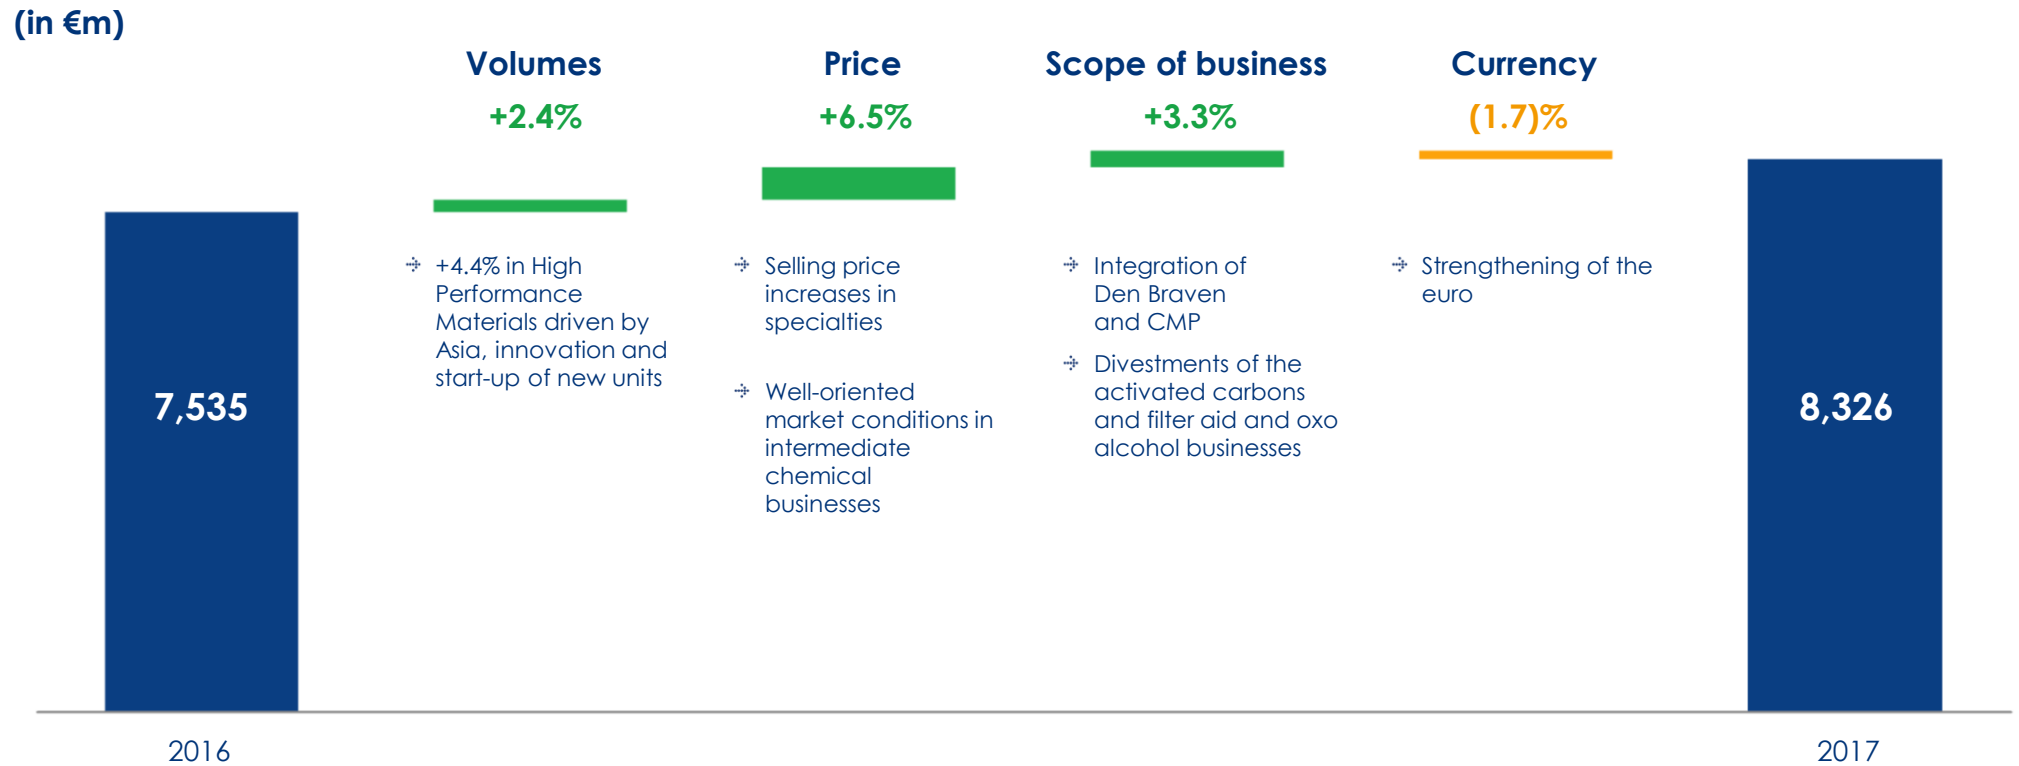 (in €m)
Volumes
+2.4%
Price
+6.5%
Scope of business
+3.3%
Currency
(1.7)%
7,535
+4.4% in High
Performance
Materials driven by
Asia, innovation and
start-up of new units
Selling price
increases in
specialties
Well-oriented
market conditions in
intermediate
chemical
businesses
Integration of
Den Braven
and CMP
Divestments of the
activated carbons
and filter aid and oxo
alcohol businesses
Strengthening of the
euro
8,326
2016
2017